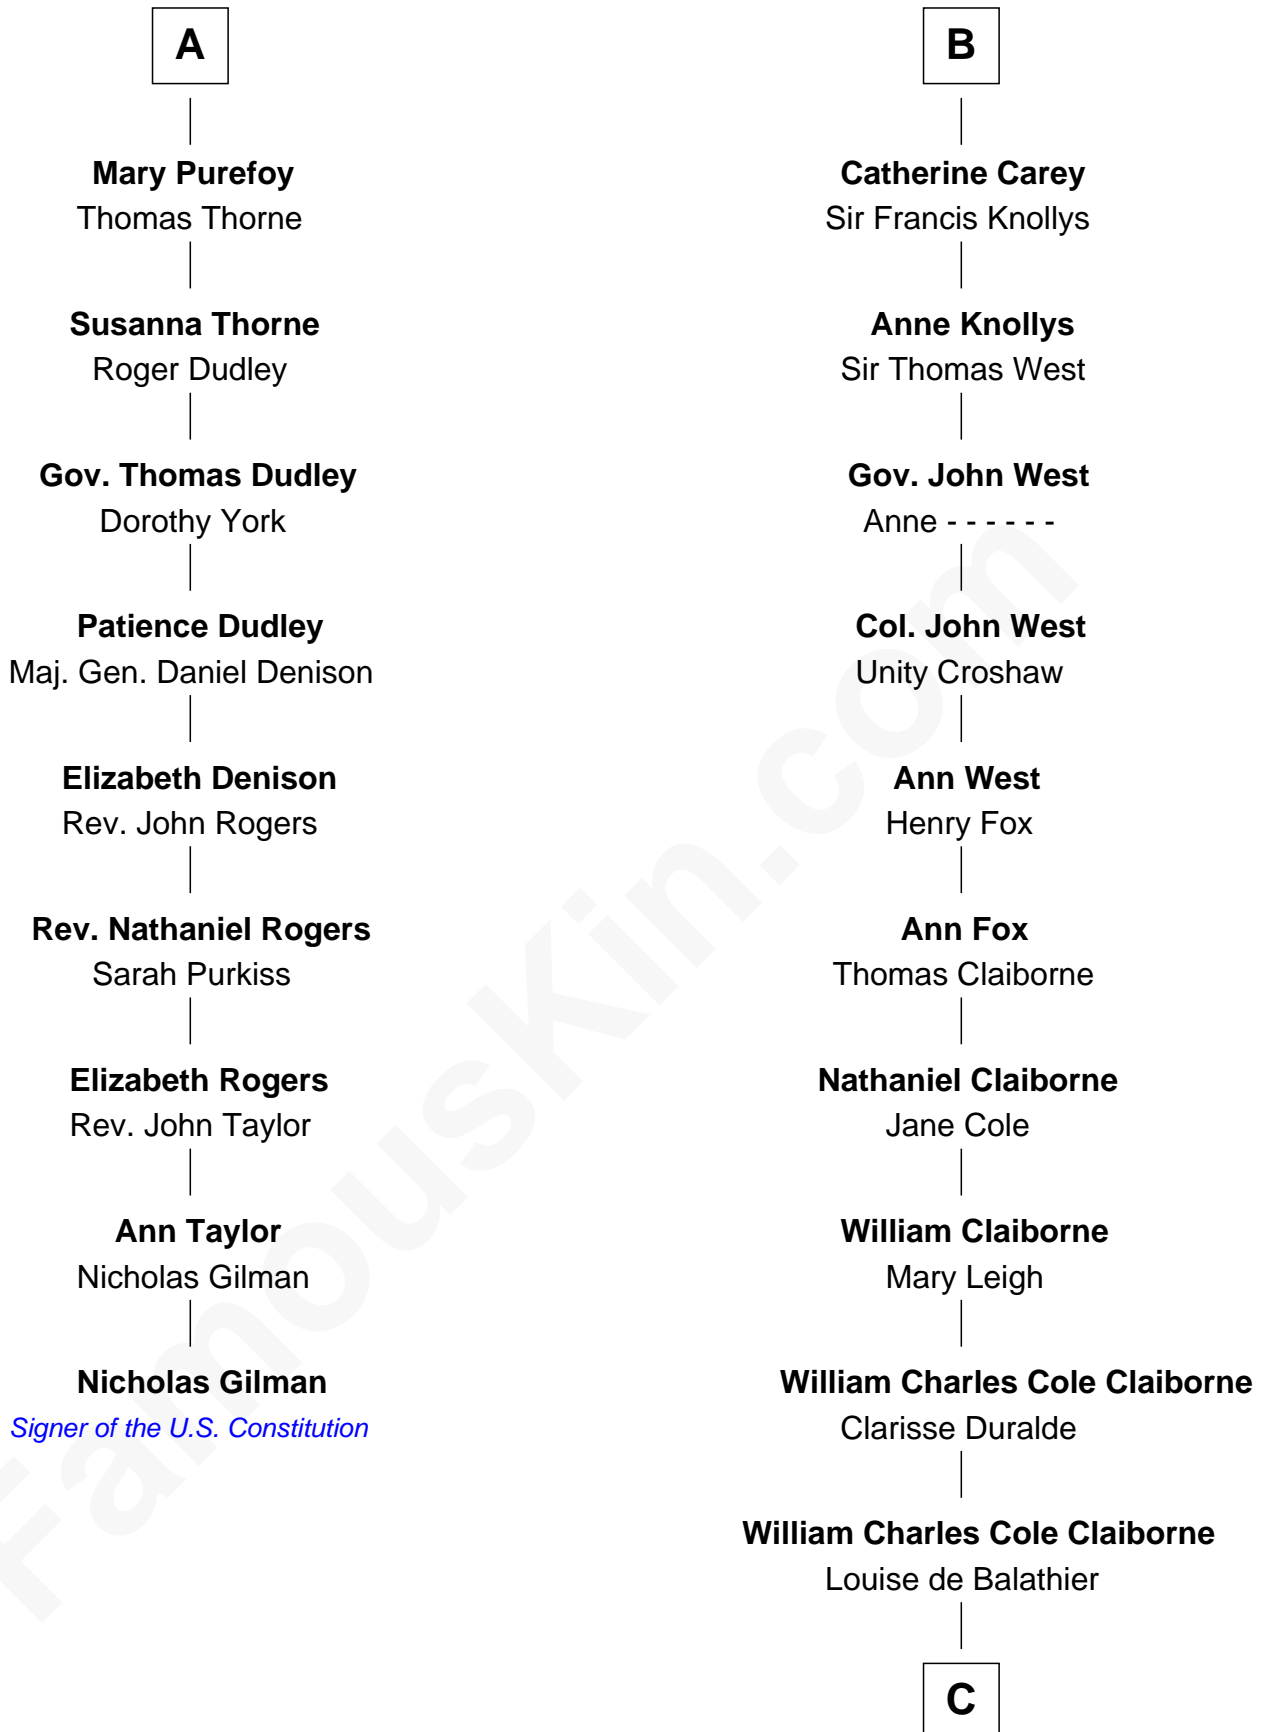 A
Mary Purefoy
Thomas Thorne
Susanna Thorne
Roger Dudley
Gov. Thomas Dudley
Dorothy York
Patience Dudley
Maj. Gen. Daniel Denison
Elizabeth Denison
Rev. John Rogers
Rev. Nathaniel Rogers
Sarah Purkiss
Elizabeth Rogers
Rev. John Taylor
Ann Taylor
Nicholas Gilman
Nicholas Gilman
Signer of the U.S. Constitution
B
Catherine Carey
Sir Francis Knollys
Anne Knollys
Sir Thomas West
Gov. John West
Anne - - - - - -
Col. John West
Unity Croshaw
Ann West
Henry Fox
Ann Fox
Thomas Claiborne
Nathaniel Claiborne
Jane Cole
William Claiborne
Mary Leigh
William Charles Cole Claiborne
Clarisse Duralde
William Charles Cole Claiborne
Louise de Balathier
C
FamousKin.com